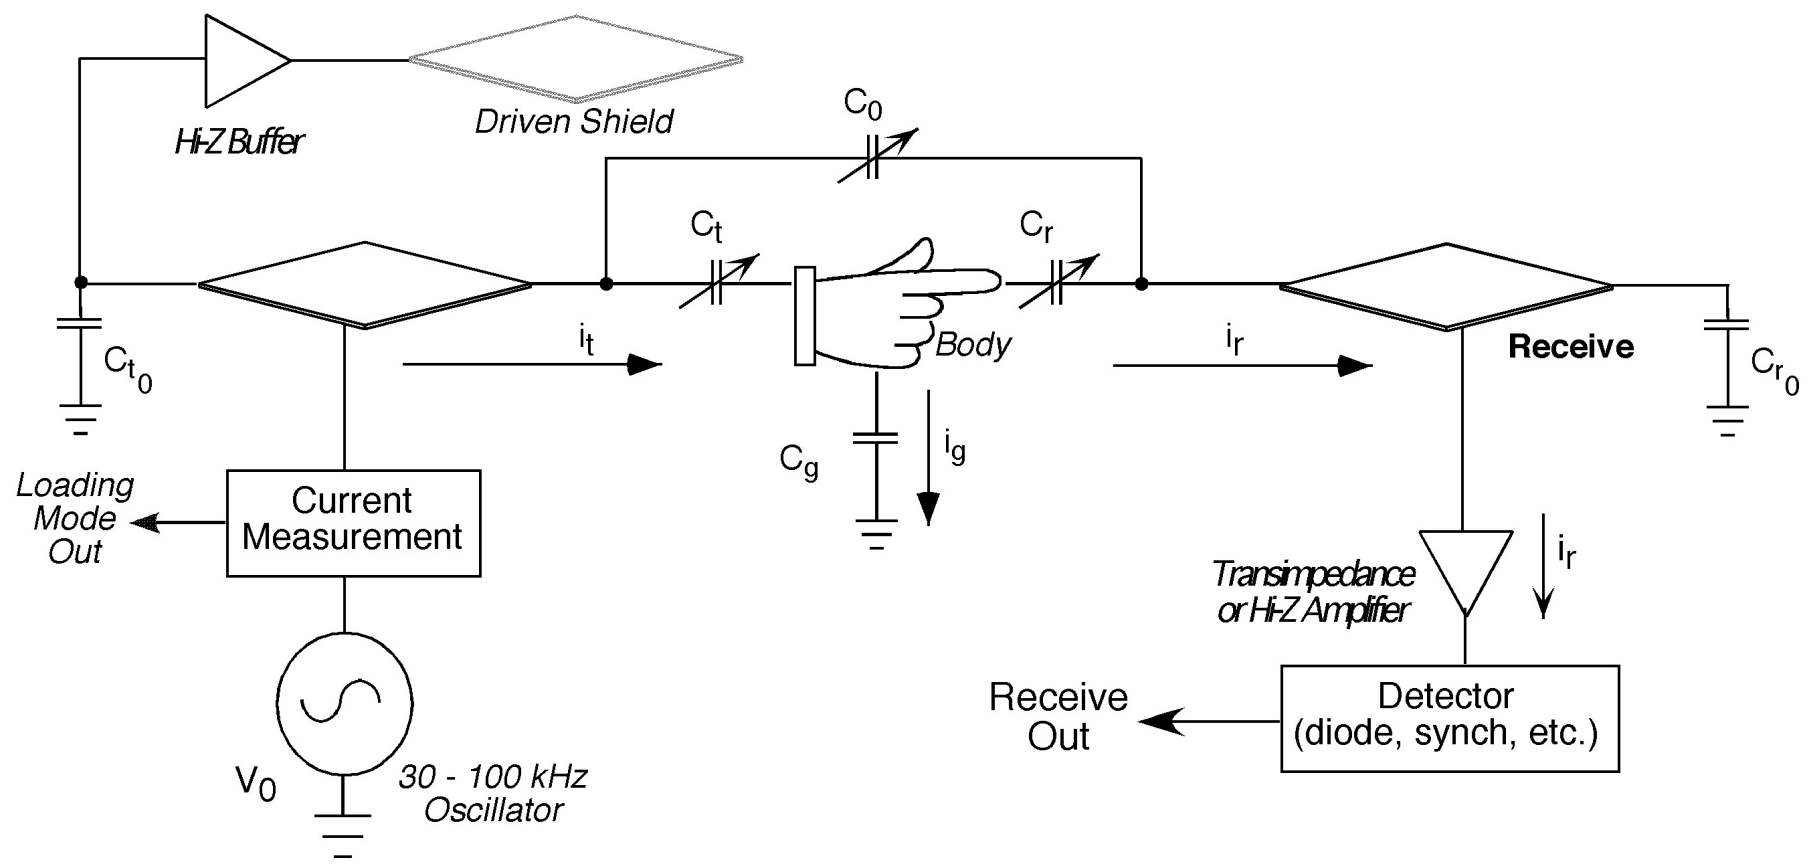 Hi-Z Buffer
Driven Shield
C0
Ct
Cr
Ct0
it
Body
ir
Receive
Cr0
Cg
ig
Loading
Mode
Out
Current
Measurement
Transimpedance
or Hi-Z Amplifier
ir
Receive
Out
Detector
(diode, synch, etc.)
V0
30 - 100 kHz
Oscillator